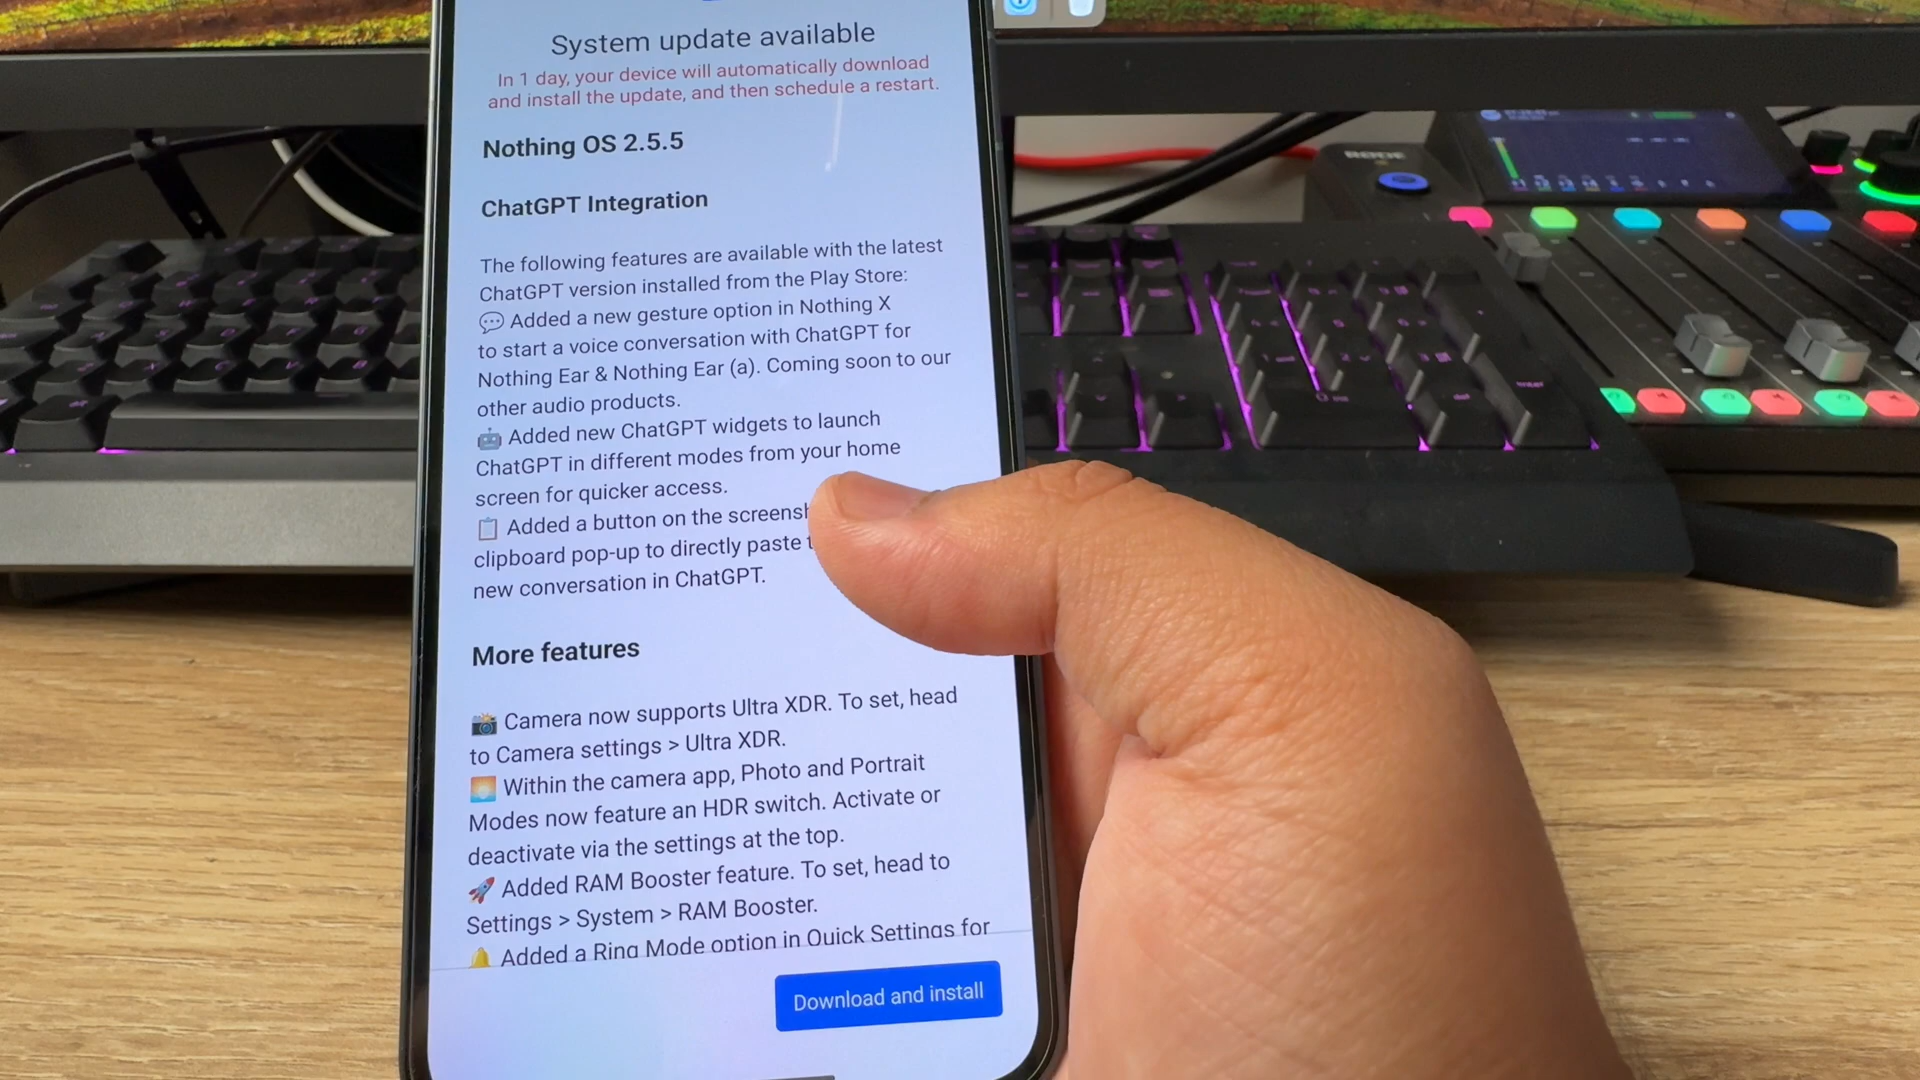 System update available
In 1 day, your device will automatically download
and install the update, and then schedule a restart.
Nothing OS 2.5.5
ChatGPT Integration
The following features are available with the latest
ChatGPT version installed from the Play Store:
💬 Added a new gesture option in Nothing X
to start a voice conversation with ChatGPT for
Nothing Ear & Nothing Ear (a). Coming soon to our
other audio products.
🤖 Added new ChatGPT widgets to launch
ChatGPT in different modes from your home
screen for quicker access.
📋 Added a button on the
clipboard pop-up to directly paste
new conversation in ChatGPT.
More features
📸 Camera now supports Ultra XDR. To set, head
to Camera settings > Ultra XDR.
🌅 Within the camera app, Photo and Portrait
Modes now feature an HDR switch. Activate or
deactivate via the settings at the top.
🚀 Added RAM Booster feature. To set, head to
Settings > System > RAM Booster.
🔔 Added a Ring Mode option in Quick Settings for
Download and install
RODE